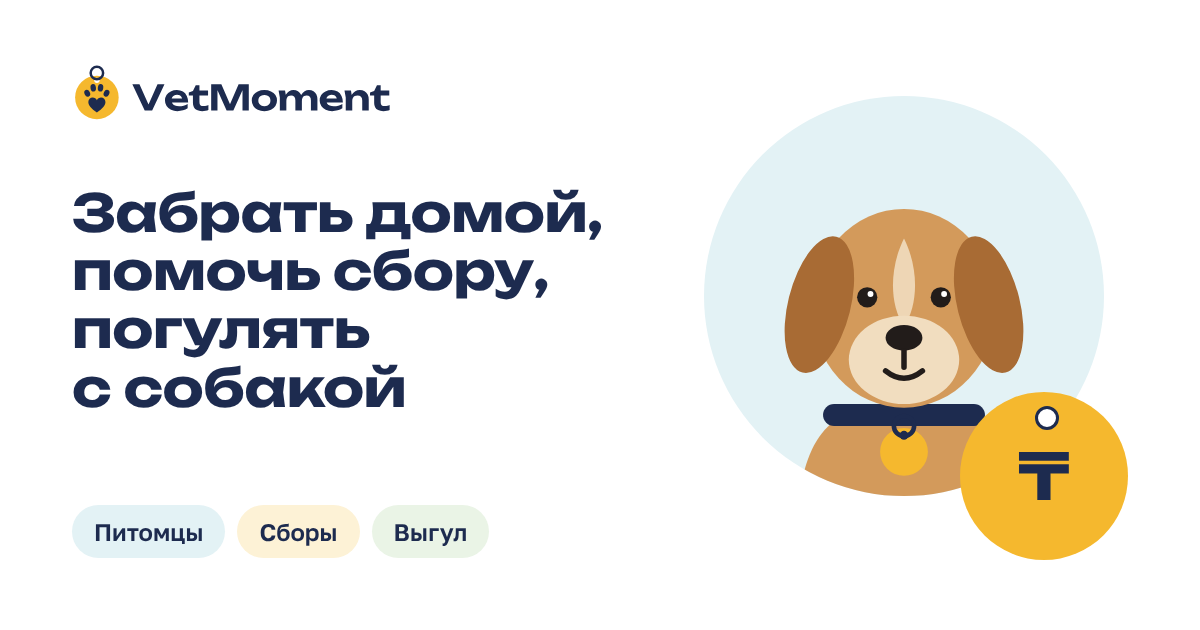 VetMoment
Забрать домой,
помочь сбору,
погулять
с собакой
Питомцы
Сборы
Выгул
₸